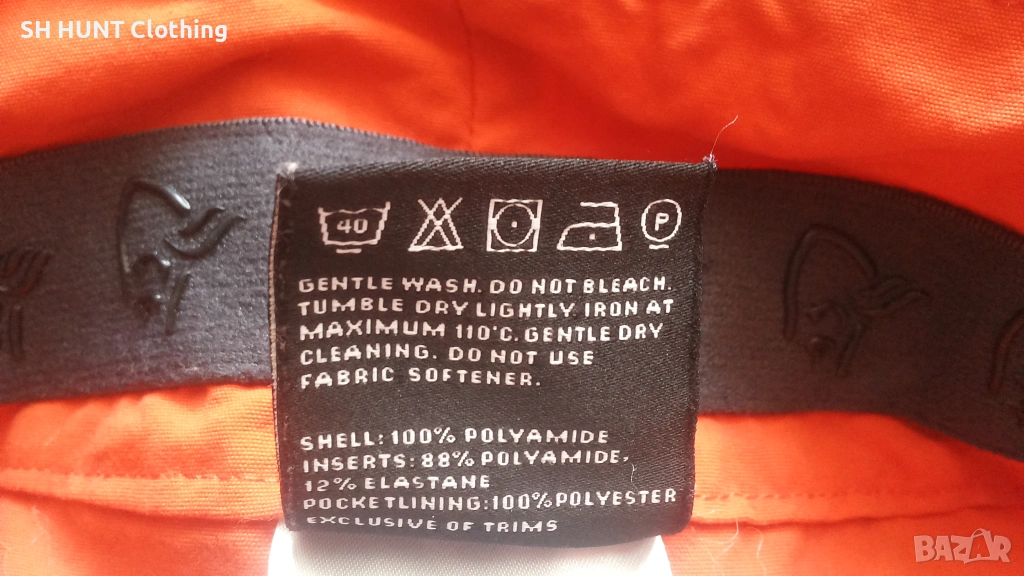 SH HUNT Clothing
40
P
GENTLE WASH. DO NOT BLEACH.
TUMBLE DRY LIGHTLY. IRON AT
MAXIMUM 110°C. GENTLE DRY
CLEANING. DO NOT USE
FABRIC SOFTENER.
SHELL: 100% POLYAMIDE
INSERTS: 88% POLYAMIDE,
12% ELASTANE
POCKETLINING:100%POLYESTER
EXCLUSIVE OF TRIMS
BAZAR